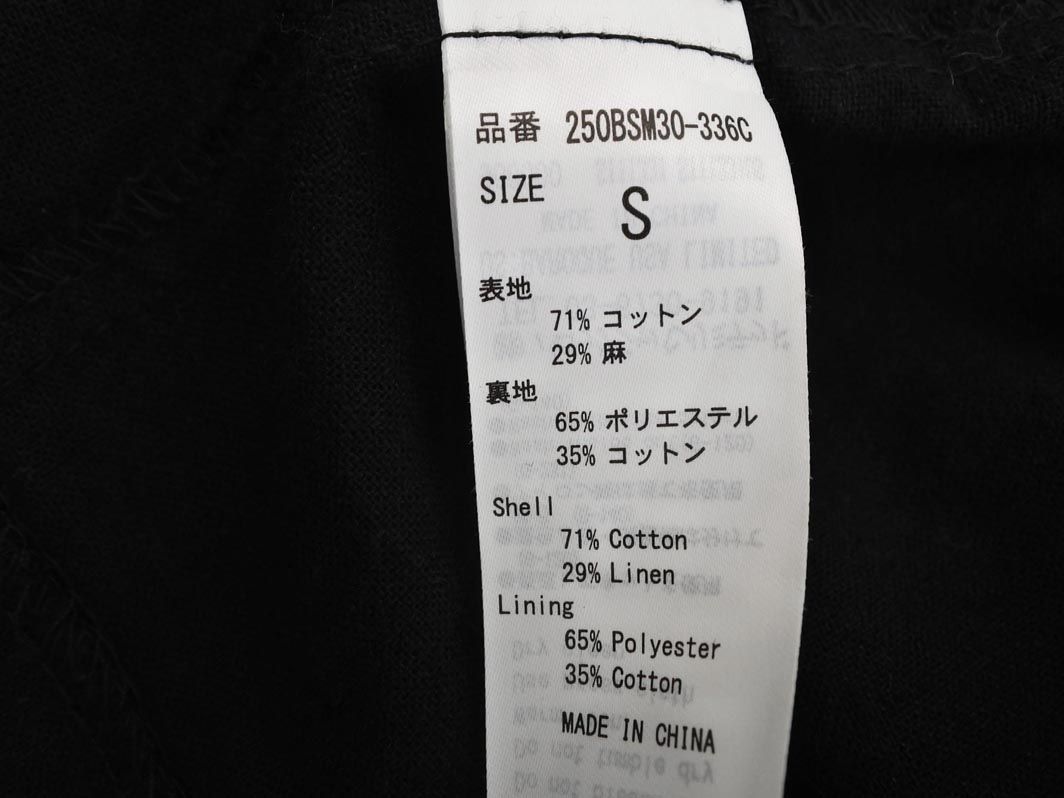 品番 250BSM30-336C
SIZE S
表地
71% コットン
29% 麻
裏地
65% ポリエステル
35% コットン
Shell
71% Cotton
29% Linen
Lining
65% Polyester
35% Cotton
MADE IN CHINA